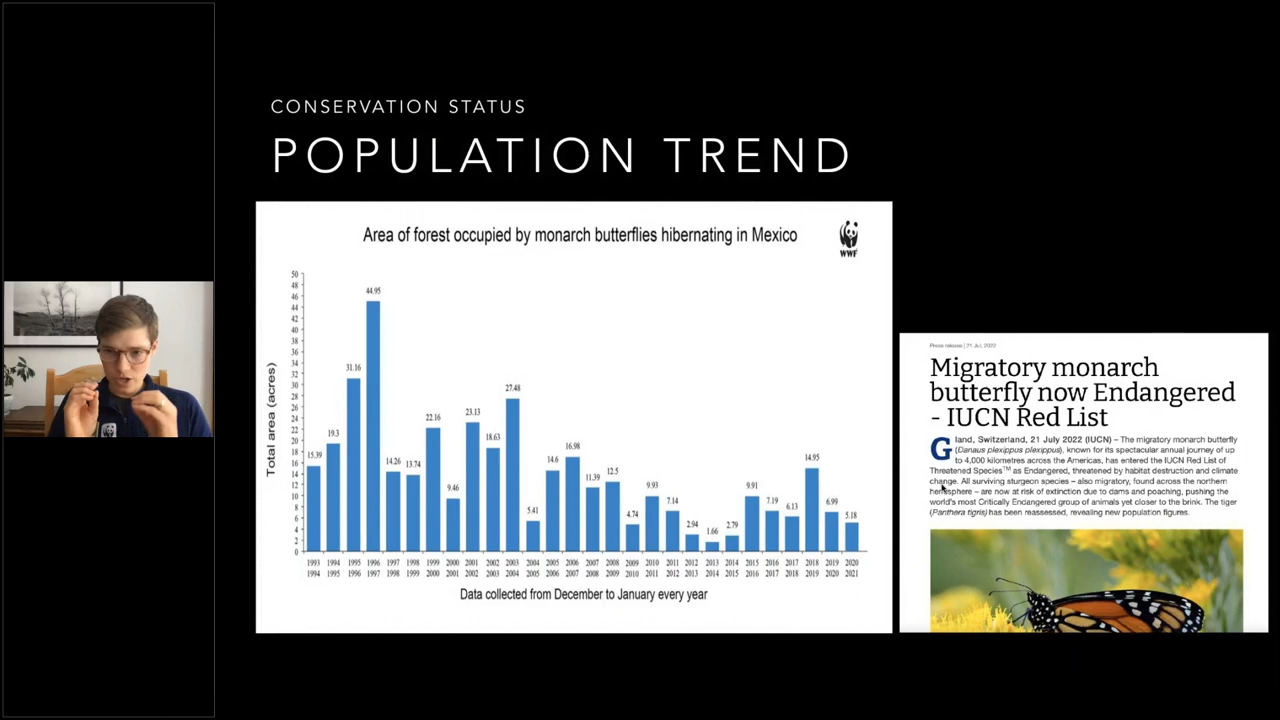 CONSERVATION STATUS
POPULATION TREND
Area of forest occupied by monarch butterflies hibernating in Mexico
WWF
Total area (acres)
50
48
46
44
42
40
38
36
34
32
30
28
26
24
22
20
18
16
14
12
10
8
6
4
2
0
15.39 19.3 31.16 44.95 14.26 13.74 22.16 9.46 23.13 18.63 27.48 5.41 14.6 16.98 11.39 12.5 4.74 9.93 7.14 2.94 1.66 2.79 9.91 7.19 6.13 14.95 6.99 5.18
1993 1994 1995 1996 1997 1998 1999 2000 2001 2002 2003 2004 2005 2006 2007 2008 2009 2010 2011 2012 2013 2014 2015 2016 2017 2018 2019 2020
1994 1995 1996 1997 1998 1999 2000 2001 2002 2003 2004 2005 2006 2007 2008 2009 2010 2011 2012 2013 2014 2015 2016 2017 2018 2019 2020 2021
Data collected from December to January every year
Press release | 21 Jul, 2022
Migratory monarch
butterfly now Endangered
- IUCN Red List
Gland, Switzerland, 21 July 2022 (IUCN) – The migratory monarch butterfly
(Danaus plexippus plexippus), known for its spectacular annual journey of up
to 4,000 kilometres across the Americas, has entered the IUCN Red List of
Threatened Species™ as Endangered, threatened by habitat destruction and climate
change. All surviving sturgeon species – also migratory, found across the northern
hemisphere – are now at risk of extinction due to dams and poaching, pushing the
world's most Critically Endangered group of animals yet closer to the brink. The tiger
(Panthera tigris) has been reassessed, revealing new population figures.